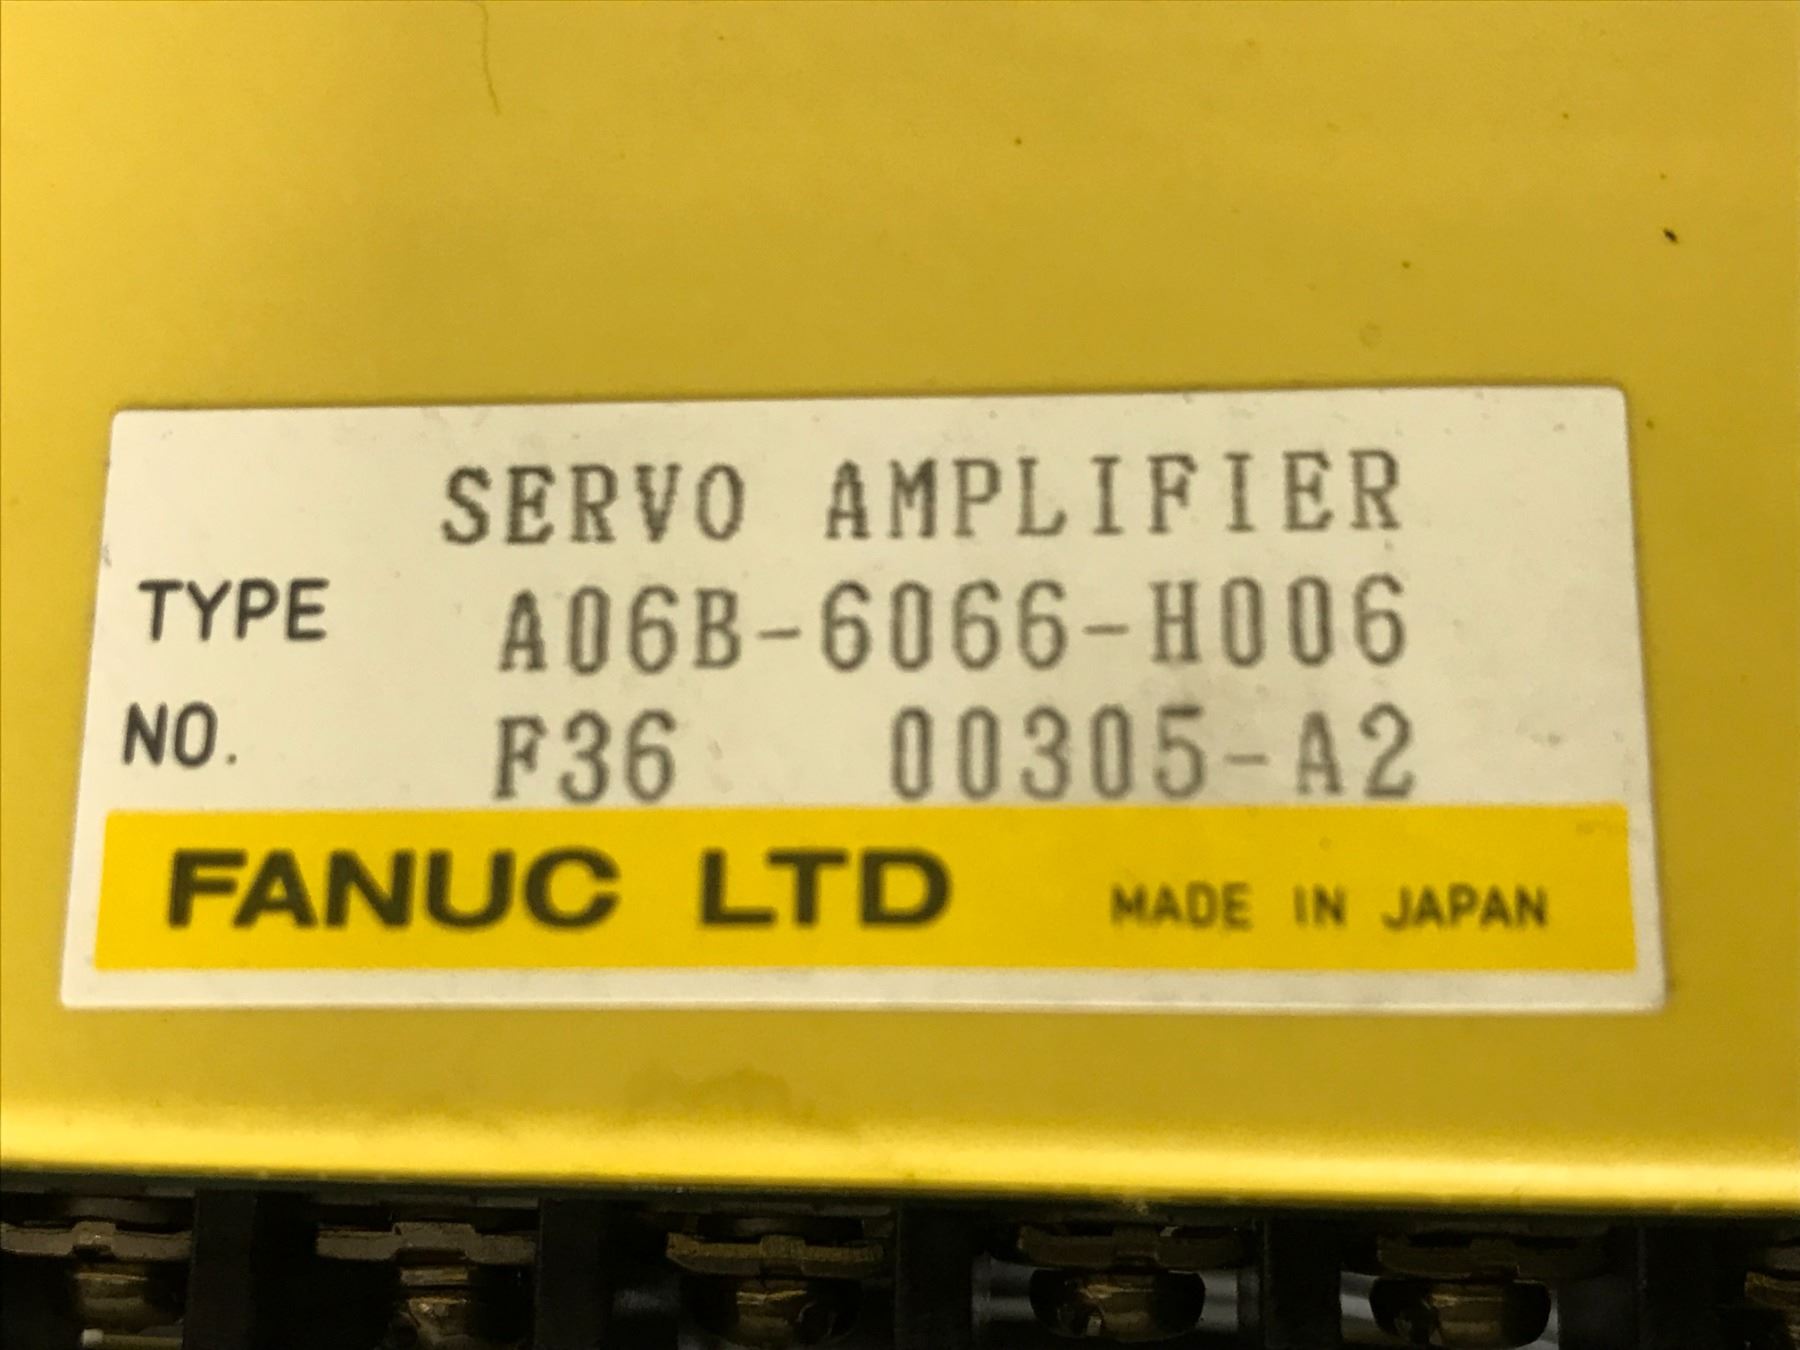 SERVO AMPLIFIER
TYPE A06B-6066-H006
NO. F36 00305-A2
FANUC LTD MADE IN JAPAN